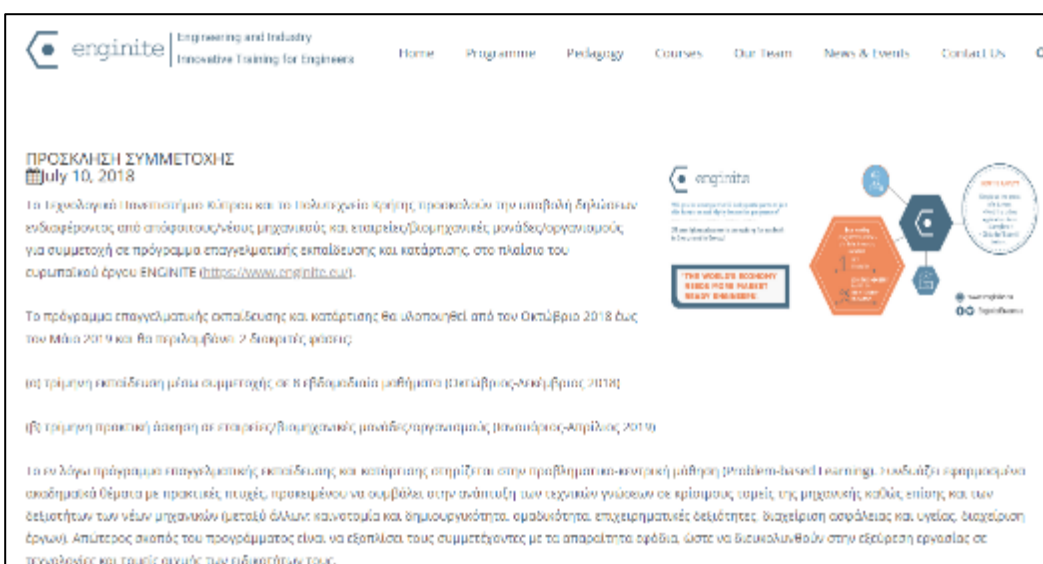 enginite
Engineering and Industry
Innovative Training for Engineers
Home Programme Pedagogy Courses Our Team News & Events Contact Us
ΠΡΟΣΚΛΗΣΗ ΣΥΜΜΕΤΟΧΗΣ
July 10, 2018
Το Τεχνολογικό Πανεπιστήμιο Κύπρου και το Πολυτεχνείο Κρήτης προσκαλούν την υποβολή δηλώσεων
ενδιαφέροντος από απόφοιτους/νέους μηχανικούς και εταιρείες/βιομηχανικές μονάδες/οργανισμούς
για συμμετοχή σε πρόγραμμα επαγγελματικής εκπαίδευσης και κατάρτισης, στο πλαίσιο του
ευρωπαϊκού έργου ENGINITE (https://www.enginite.eu/).
Το πρόγραμμα επαγγελματικής εκπαίδευσης και κατάρτισης θα υλοποιηθεί από τον Οκτώβριο 2018 έως
τον Μάιο 2019 και θα περιλαμβάνει 2 διακριτές φάσεις:
(α) τρίμηνη εκπαίδευση μέσω συμμετοχής σε 8 εβδομαδιαία μαθήματα (Οκτώβριος-Δεκέμβριος 2018)
(β) τρίμηνη πρακτική άσκηση σε εταιρείες/βιομηχανικές μονάδες/οργανισμούς (Ιανουάριος-Απρίλιος 2019)
Το εν λόγω πρόγραμμα επαγγελματικής εκπαίδευσης και κατάρτισης στηρίζεται στην προβληματο-κεντρική μάθηση (Problem-based Learning). Συνδυάζει εφαρμοσμένα
ακαδημαϊκά θέματα με πρακτικές πτυχές, προκειμένου να συμβάλει στην ανάπτυξη των τεχνικών γνώσεων σε κρίσιμους τομείς της μηχανικής καθώς επίσης και των
δεξιοτήτων των νέων μηχανικών (μεταξύ άλλων: καινοτομία και δημιουργικότητα, ομαδικότητα, επιχειρηματικές δεξιότητες, διαχείριση ασφάλειας και υγείας, διαχείριση
έργων). Απώτερος σκοπός του προγράμματος είναι να εξοπλίσει τους συμμετέχοντες με τα απαραίτητα εφόδια, ώστε να διευκολυνθούν στην εξεύρεση εργασίας σε
τεχνολογίες και τομείς αιχμής των ειδικοτήτων τους.
enginite
"THE WORLD'S ECONOMY
NEEDS MORE MARKET
READY ENGINEERS"